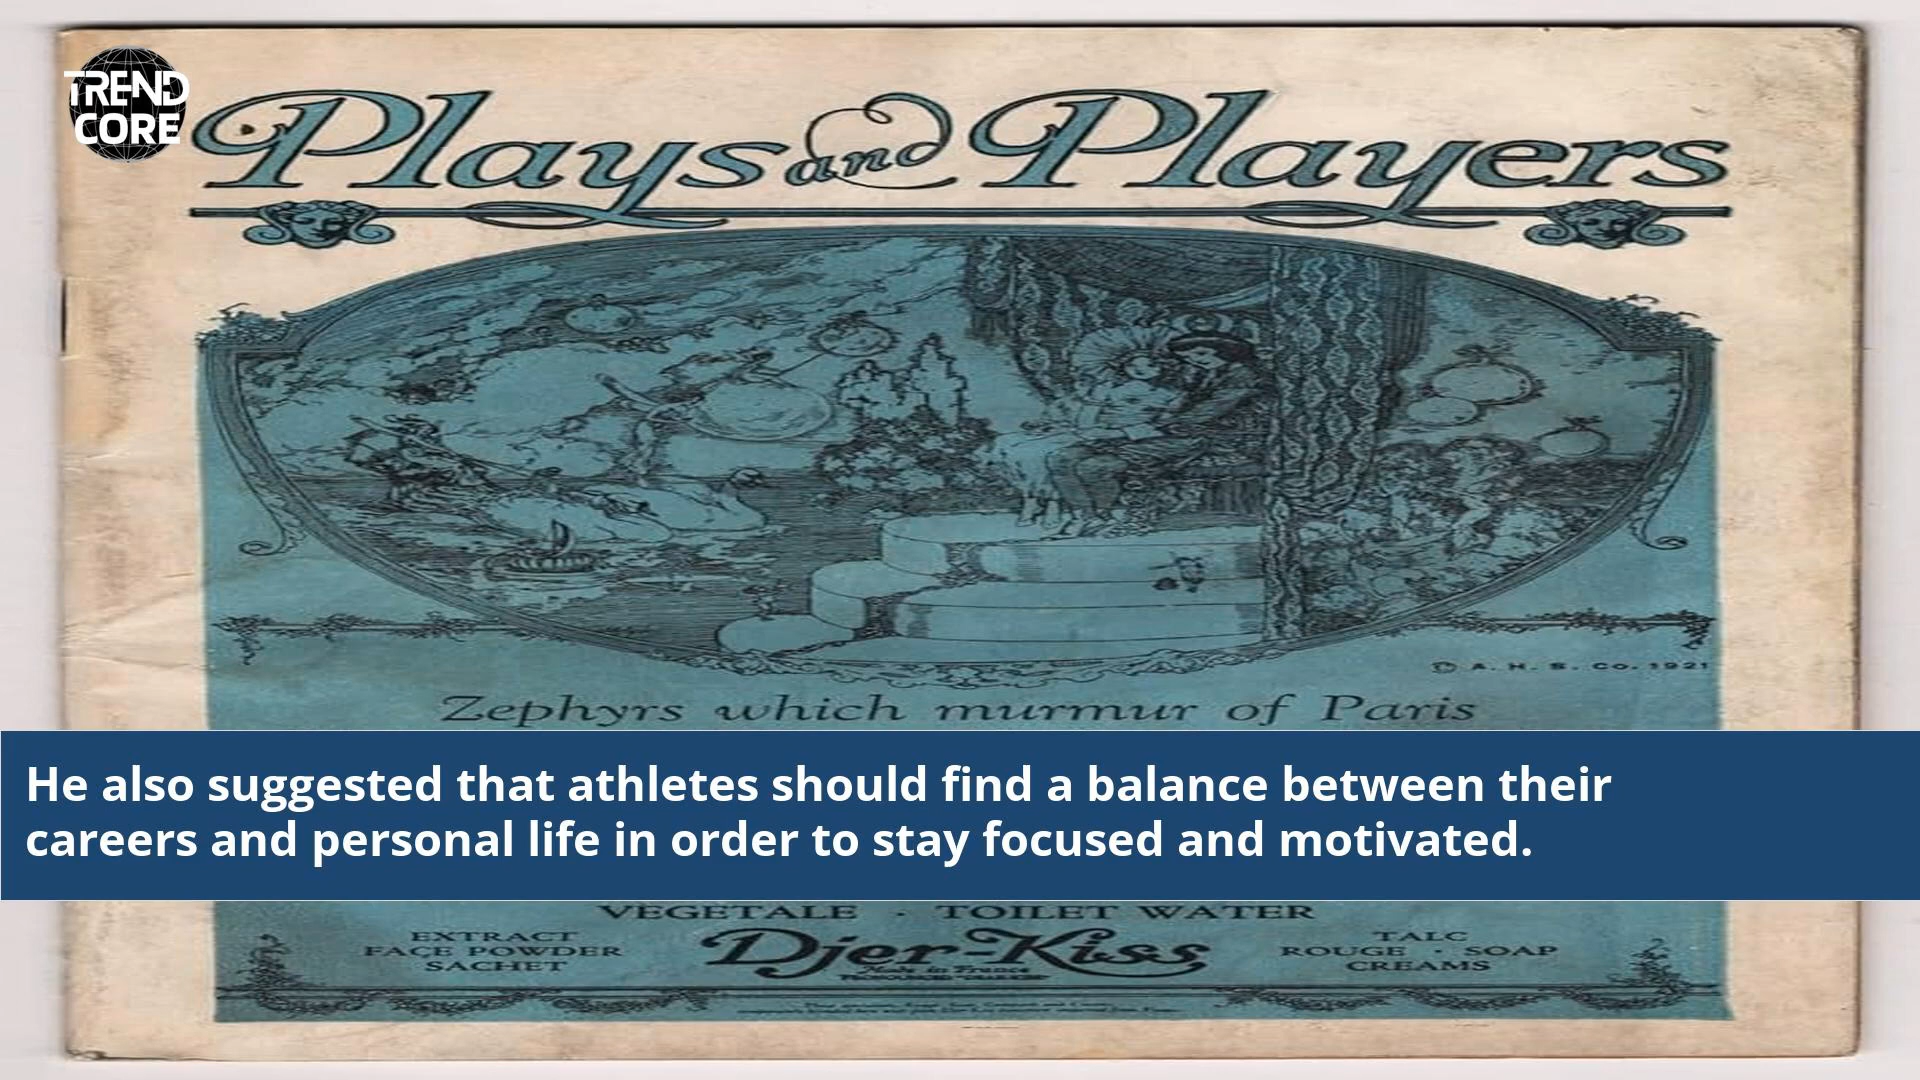 TREND
CORE
Plays and Players
© A. H. S. Co. 1921
Zephyrs which murmur of Paris
He also suggested that athletes should find a balance between their
careers and personal life in order to stay focused and motivated.
VEGETALE · TOILET WATER
EXTRACT
FACE POWDER
SACHET
Djer-Kiss
Made in France
TALC
ROUGE · SOAP
CREAMS